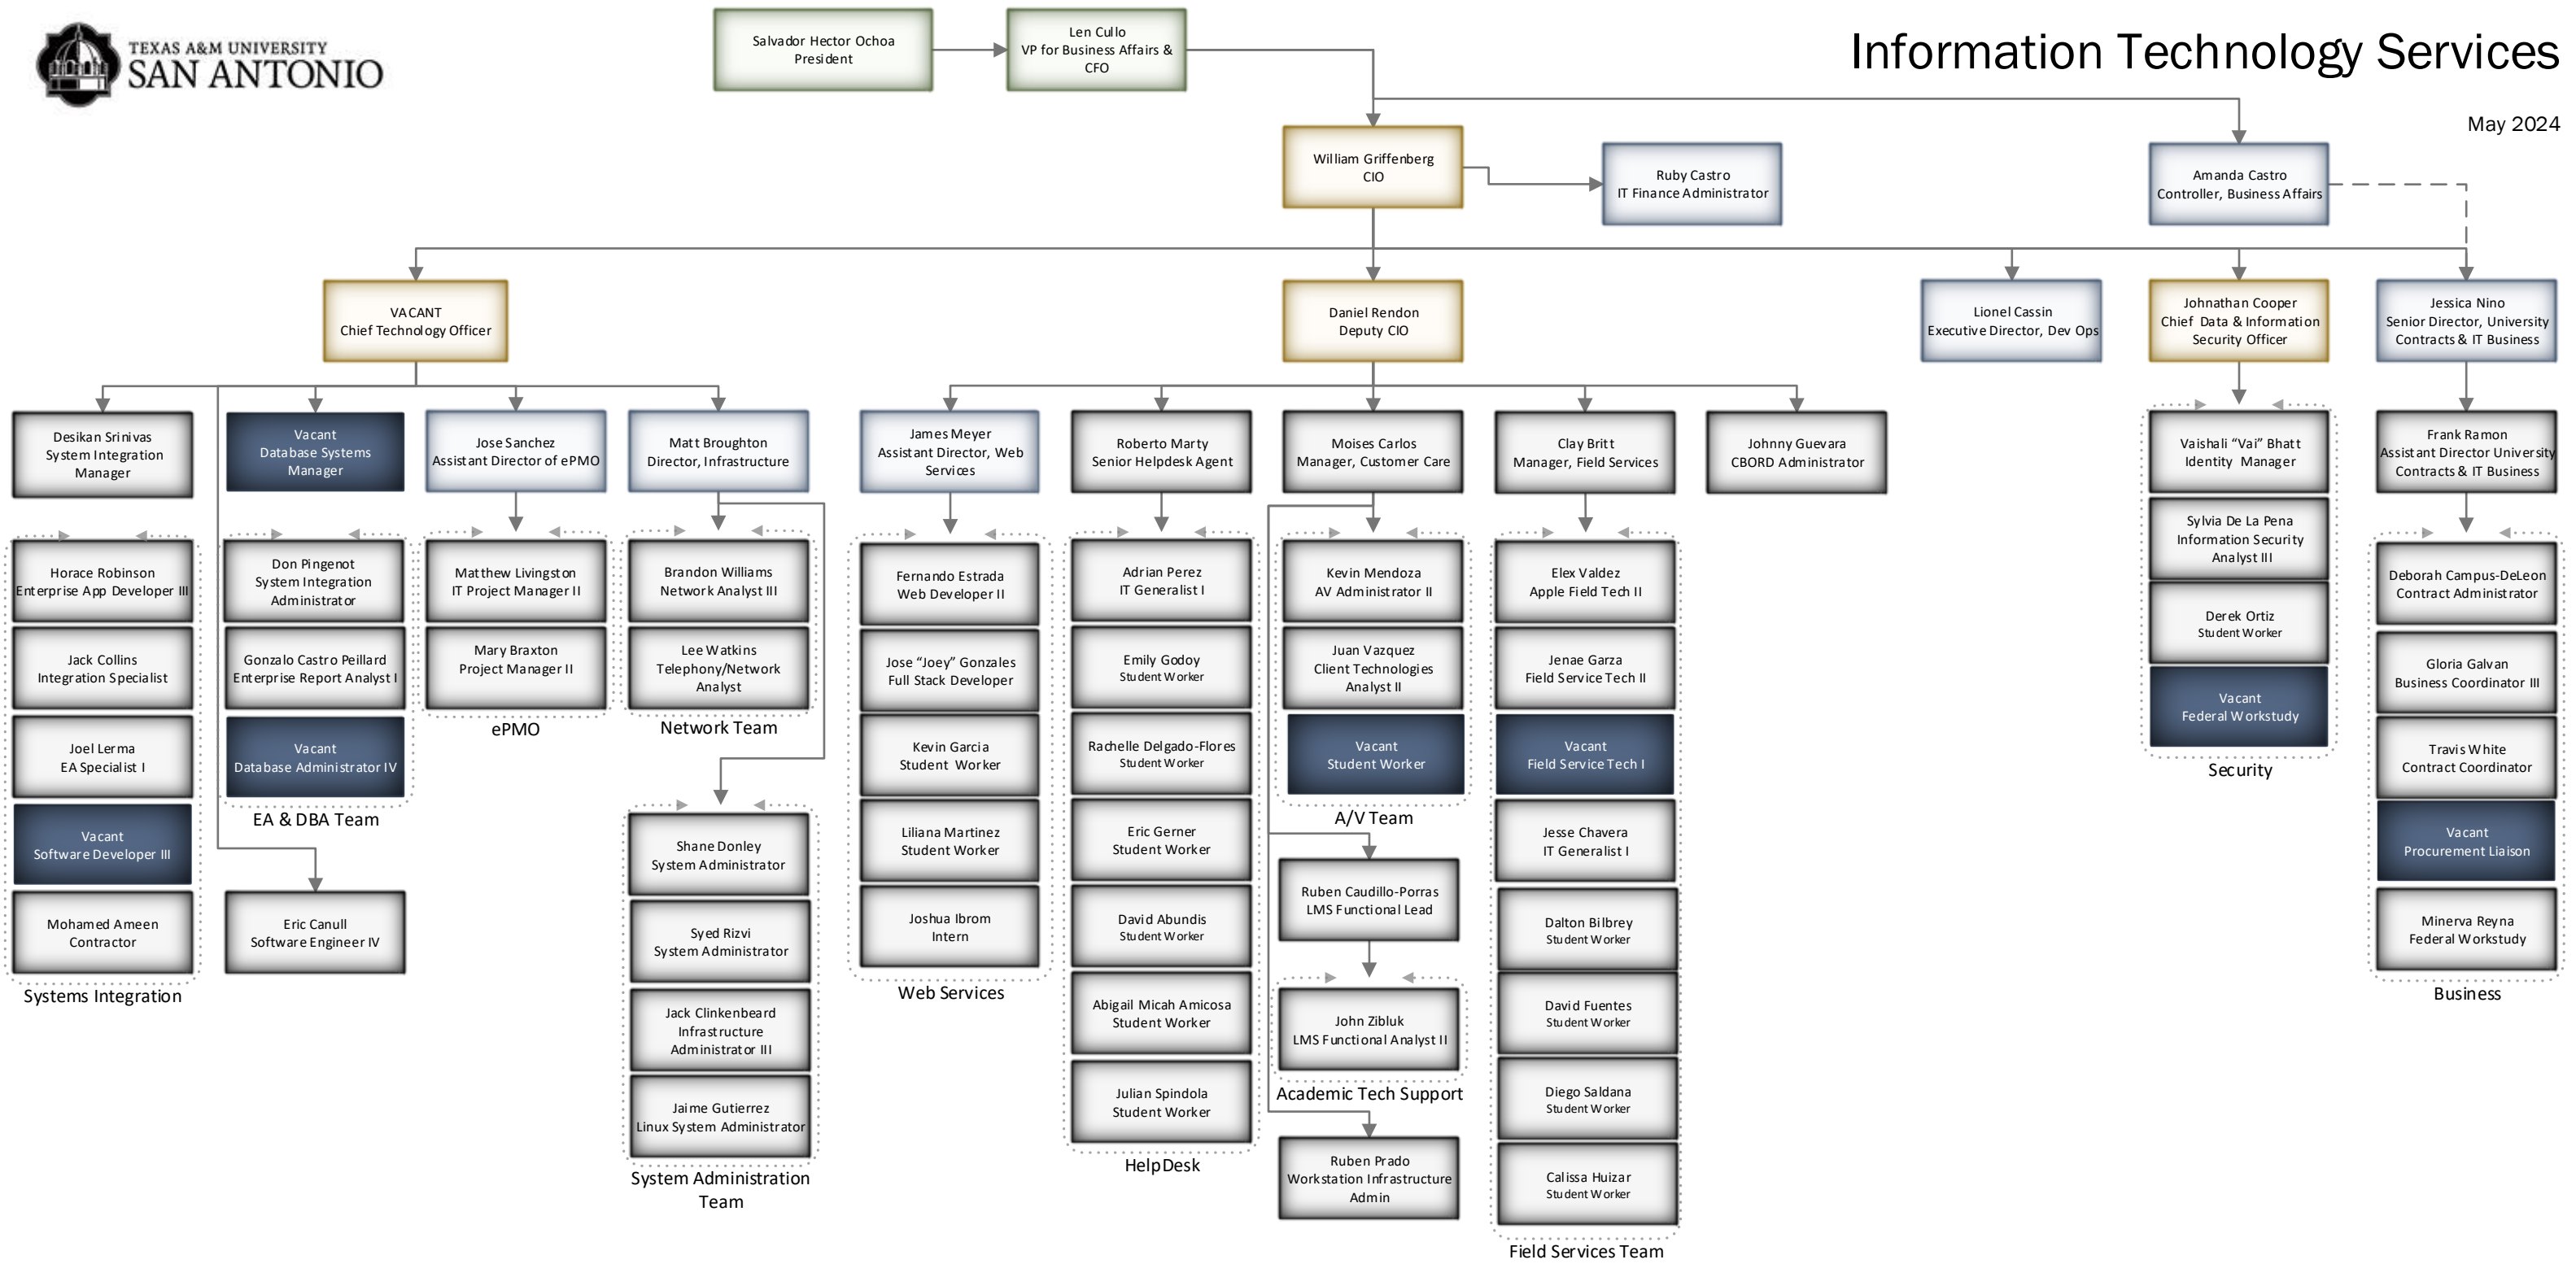 TEXAS A&M UNIVERSITY
SAN ANTONIO
Salvador Hector Ochoa
President
Len Cullo
VP for Business Affairs &
CFO
Information Technology Services
May 2024
William Griffenberg
CIO
Ruby Castro
IT Finance Administrator
Amanda Castro
Controller, Business Affairs
VACANT
Chief Technology Officer
Daniel Rendon
Deputy CIO
Lionel Cassin
Executive Director, Dev Ops
Johnathan Cooper
Chief Data & Information
Security Officer
Jessica Nino
Senior Director, University
Contracts & IT Business
Desikan Srinivas
System Integration
Manager
Vacant
Database Systems
Manager
Jose Sanchez
Assistant Director of ePMO
Matt Broughton
Director, Infrastructure
James Meyer
Assistant Director, Web
Services
Roberto Marty
Senior Helpdesk Agent
Moises Carlos
Manager, Customer Care
Clay Britt
Manager, Field Services
Johnny Guevara
CBORD Administrator
Vaishali “Vai” Bhatt
Identity Manager
Frank Ramon
Assistant Director University
Contracts & IT Business
Horace Robinson
Enterprise App Developer III
Jack Collins
Integration Specialist
Joel Lerma
EA Specialist I
Vacant
Software Developer III
Mohamed Ameen
Contractor
Systems Integration
Don Pingenot
System Integration
Administrator
Gonzalo Castro Peillard
Enterprise Report Analyst I
Vacant
Database Administrator IV
EA & DBA Team
Eric Canull
Software Engineer IV
Matthew Livingston
IT Project Manager II
Mary Braxton
Project Manager II
ePMO
Brandon Williams
Network Analyst III
Lee Watkins
Telephony/Network
Analyst
Network Team
Shane Donley
System Administrator
Syed Rizvi
System Administrator
Jack Clinkenbeard
Infrastructure
Administrator III
Jaime Gutierrez
Linux System Administrator
System Administration
Team
Fernando Estrada
Web Developer II
Jose “Joey” Gonzales
Full Stack Developer
Kevin Garcia
Student Worker
Liliana Martinez
Student Worker
Joshua Ibrom
Intern
Web Services
Adrian Perez
IT Generalist I
Emily Godoy
Student Worker
Rachelle Delgado-Flores
Student Worker
Eric Gerner
Student Worker
David Abundis
Student Worker
Abigail Micah Amicosa
Student Worker
Julian Spindola
Student Worker
HelpDesk
Kevin Mendoza
AV Administrator II
Juan Vazquez
Client Technologies
Analyst II
Vacant
Student Worker
A/V Team
Ruben Caudillo-Porras
LMS Functional Lead
John Zibluk
LMS Functional Analyst II
Academic Tech Support
Ruben Prado
Workstation Infrastructure
Admin
Elex Valdez
Apple Field Tech II
Jenae Garza
Field Service Tech II
Vacant
Field Service Tech I
Jesse Chavera
IT Generalist I
Dalton Bilbrey
Student Worker
David Fuentes
Student Worker
Diego Saldana
Student Worker
Calissa Huizar
Student Worker
Field Services Team
Sylvia De La Pena
Information Security
Analyst III
Derek Ortiz
Student Worker
Vacant
Federal Workstudy
Security
Deborah Campus-DeLeon
Contract Administrator
Gloria Galvan
Business Coordinator III
Travis White
Contract Coordinator
Vacant
Procurement Liaison
Minerva Reyna
Federal Workstudy
Business